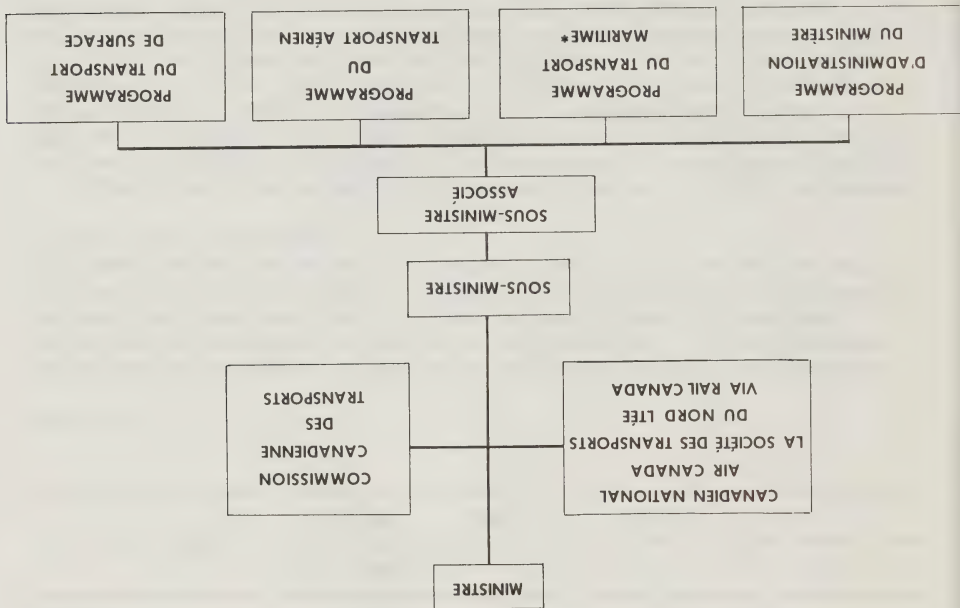 MINISTRE
CANADIEN NATIONAL
AIR CANADA
LA SOCIÉTÉ DES TRANSPORTS
DU NORD LTÉE
VIA RAIL CANADA
COMMISSION
CANADIENNE
DES
TRANSPORTS
SOUS-MINISTRE
SOUS-MINISTRE
ASSOCIÉ
PROGRAMME
D'ADMINISTRATION
DU MINISTÈRE
PROGRAMME
DU TRANSPORT
MARITIME*
PROGRAMME
DU
TRANSPORT AÉRIEN
PROGRAMME
DU TRANSPORT
DE SURFACE